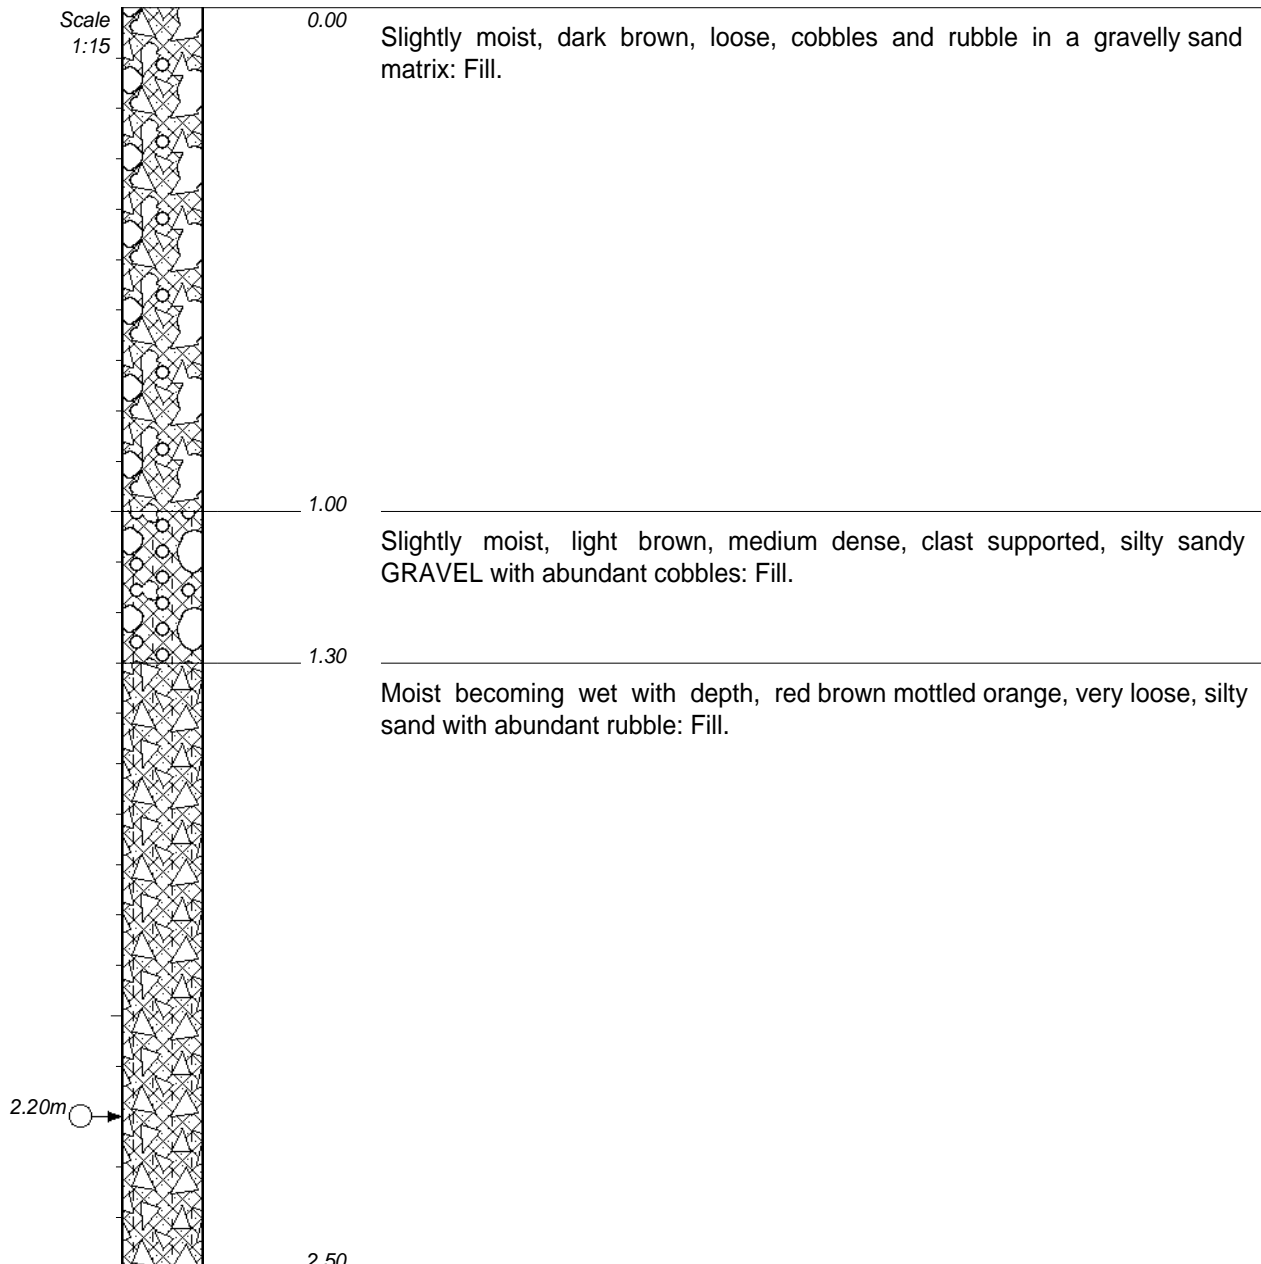 Scale
1:15
0.00
Slightly moist, dark brown, loose, cobbles and rubble in a gravelly sand
matrix: Fill.
1.00
Slightly moist, light brown, medium dense, clast supported, silty sandy
GRAVEL with abundant cobbles: Fill.
1.30
Moist becoming wet with depth, red brown mottled orange, very loose, silty
sand with abundant rubble: Fill.
2.20m
2.50